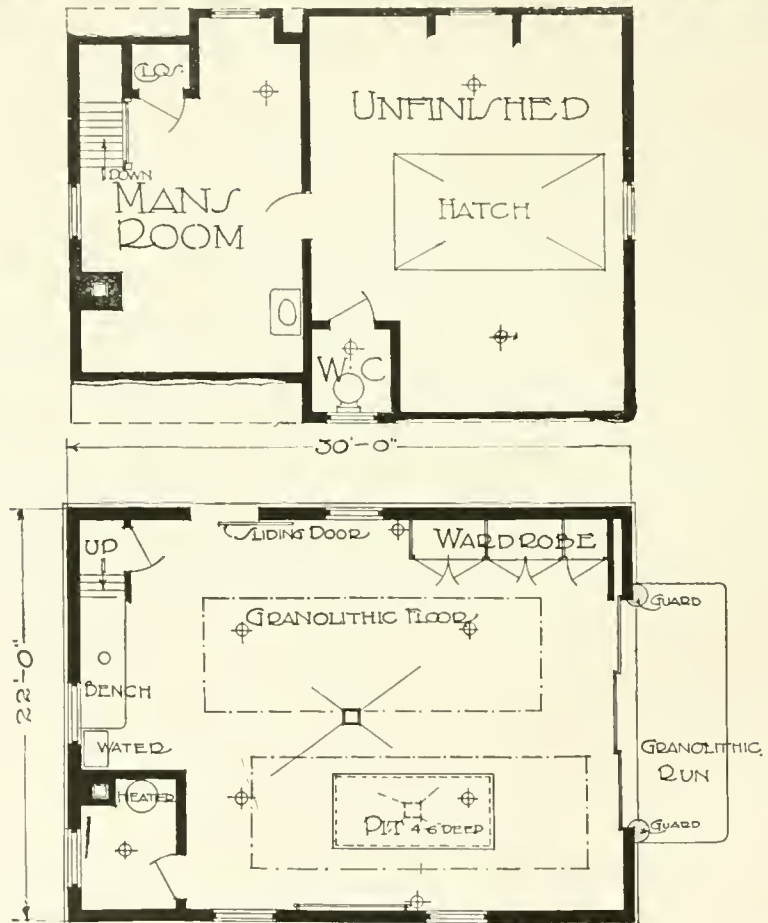 CLOS.
UNFINISHED
DOWN
MANS
ROOM
HATCH
W.C
30'-0"
UP
SLIDING DOOR
WARDROBE
GUARD
GRANOLITHIC FLOOR
22'-0"
BENCH
WATER
GRANOLITHIC
RUN
HEATER
PIT 4'6" DEEP
GUARD